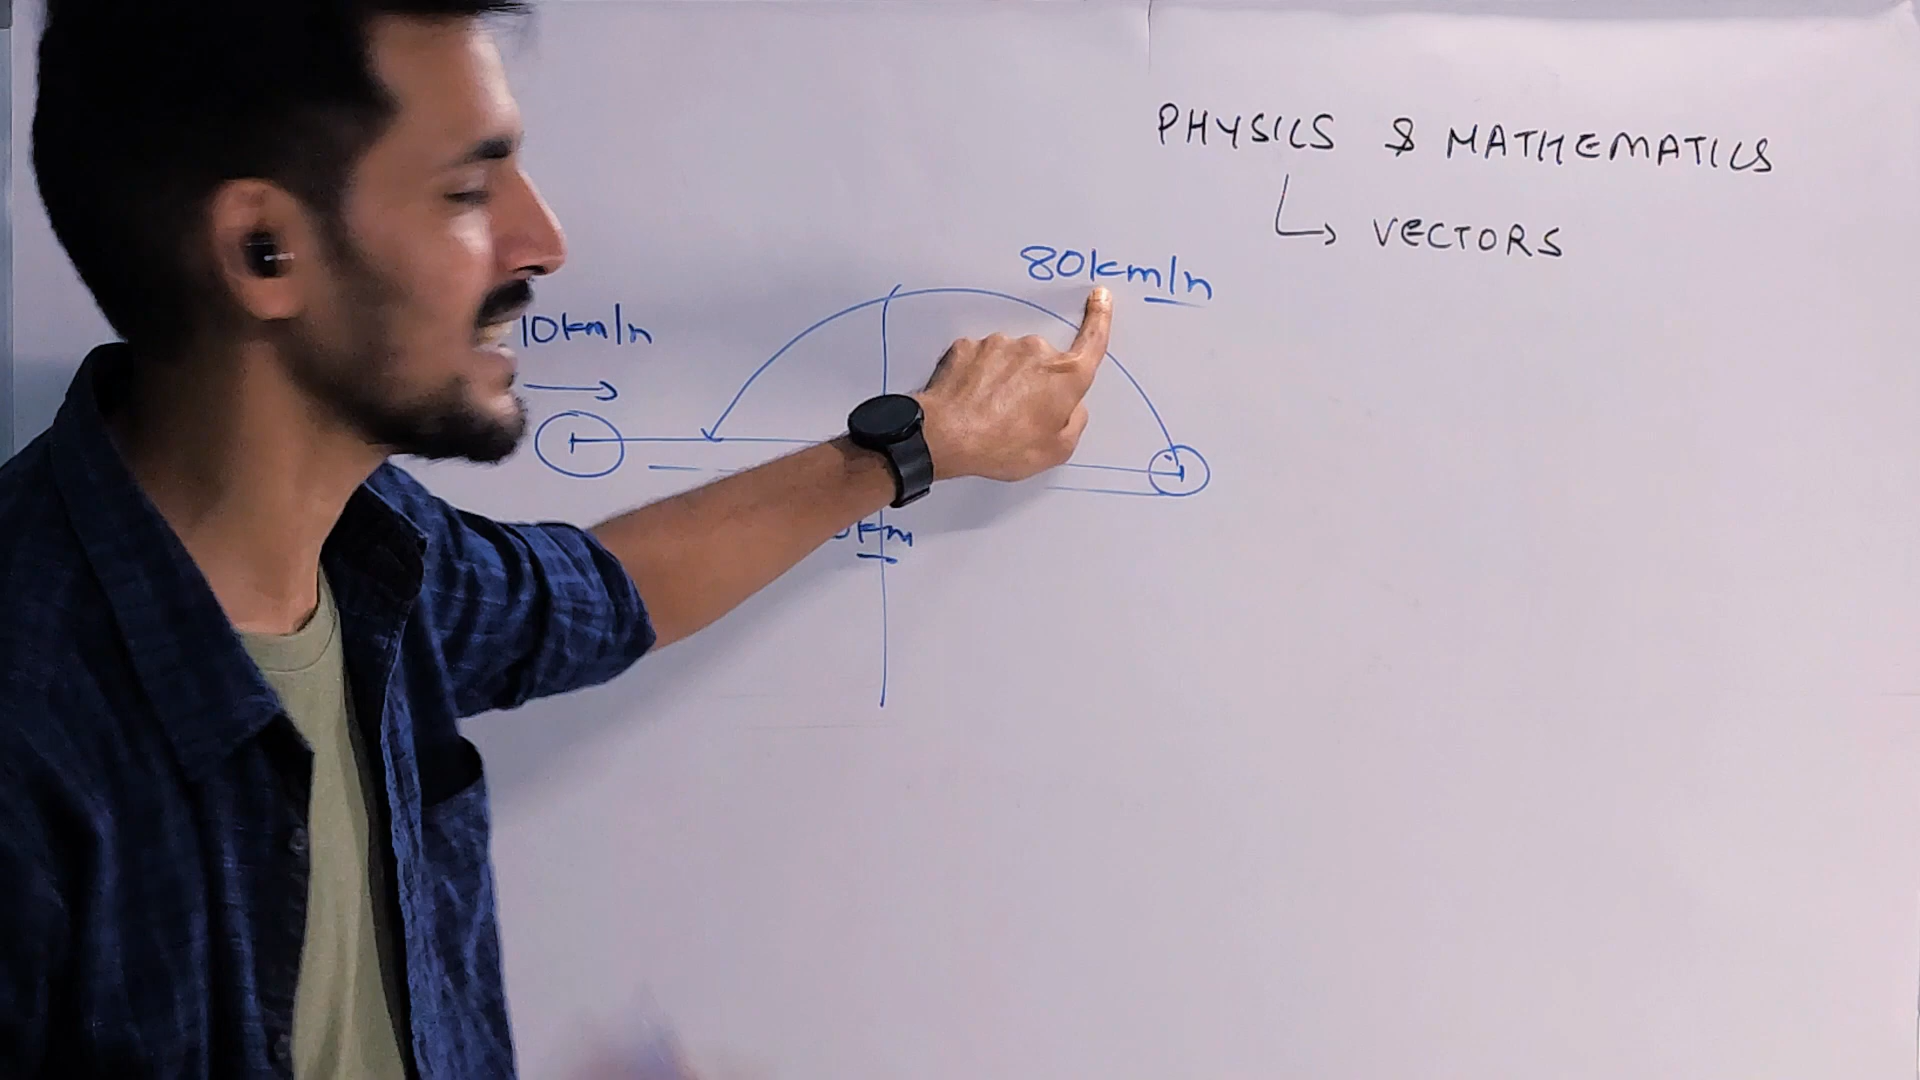 PHYSICS & MATHEMATICS
↳ VECTORS
80km/h
10km/h
km